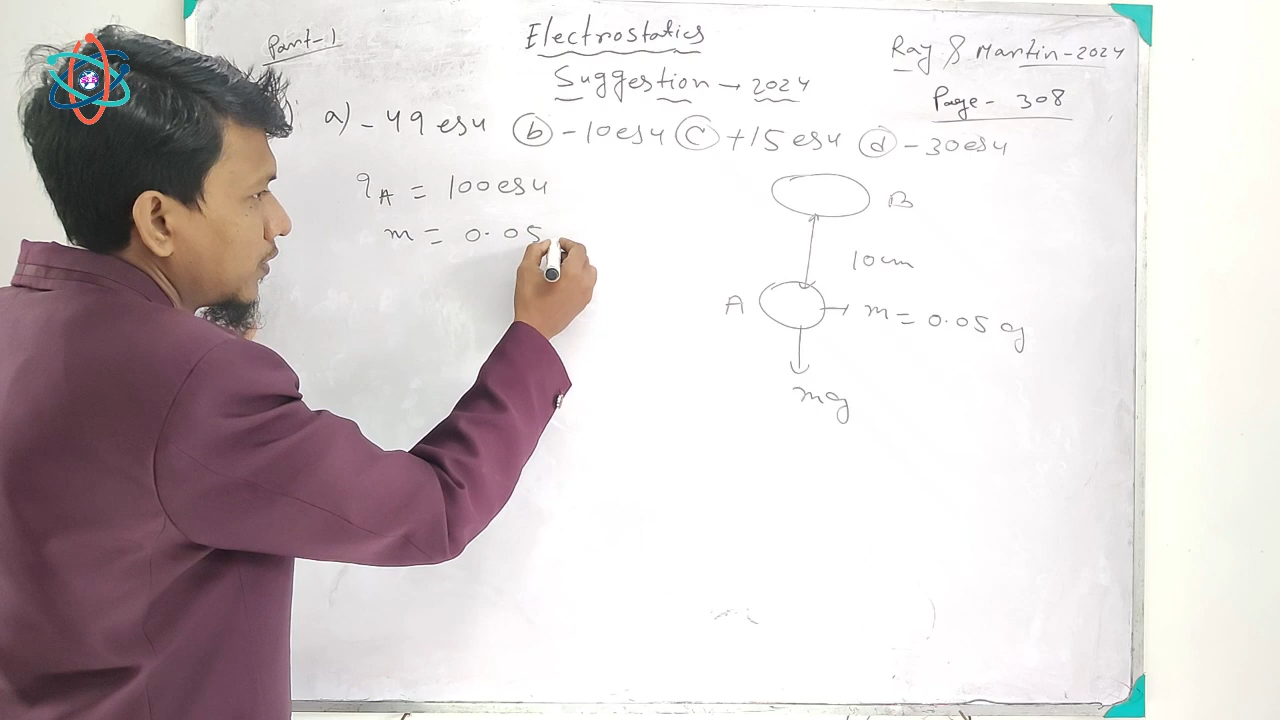 Part-1
Electrostatics
Suggestion → 2024
Ray & Martin-2024
Page - 308
a) - 49 esu (b) - 10 esu (c) + 15 esu (d) - 30 esu
qA = 100 esu
m = 0.05
B
10 cm
A
m = 0.05 g
mg